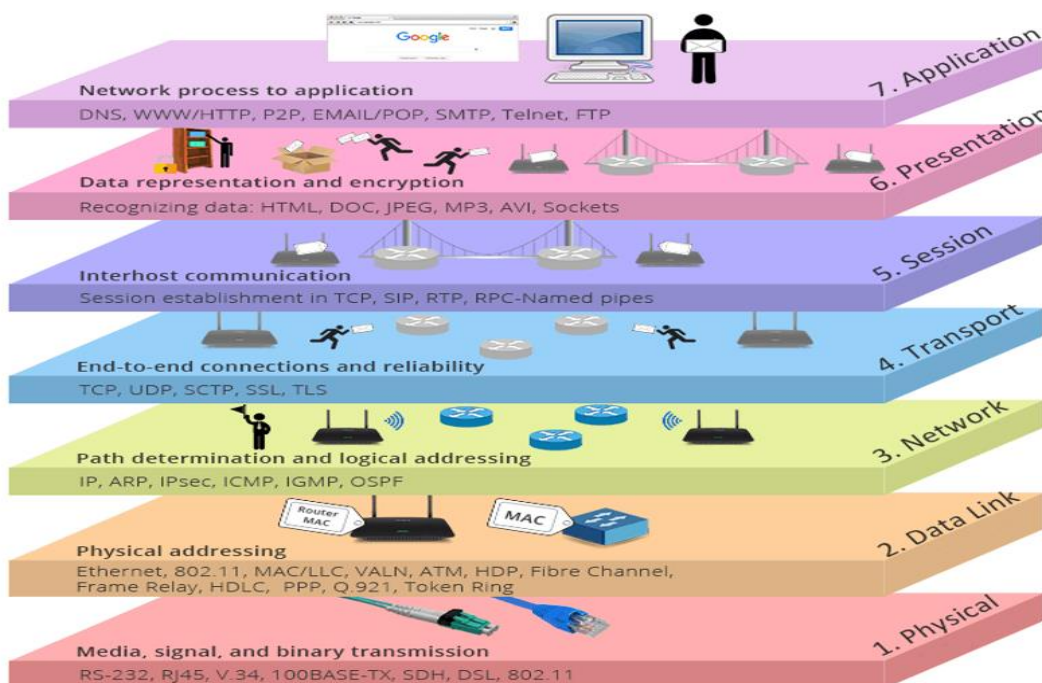 Google
7. Application
Network process to application
DNS, WWW/HTTP, P2P, EMAIL/POP, SMTP, Telnet, FTP
6. Presentation
Data representation and encryption
Recognizing data: HTML, DOC, JPEG, MP3, AVI, Sockets
5. Session
Interhost communication
Session establishment in TCP, SIP, RTP, RPC-Named pipes
4. Transport
End-to-end connections and reliability
TCP, UDP, SCTP, SSL, TLS
3. Network
Path determination and logical addressing
IP, ARP, IPsec, ICMP, IGMP, OSPF
2. Data Link
Router
MAC
MAC
Physical addressing
Ethernet, 802.11, MAC/LLC, VALN, ATM, HDP, Fibre Channel,
Frame Relay, HDLC, PPP, Q.921, Token Ring
1. Physical
Media, signal, and binary transmission
RS-232, RJ45, V.34, 100BASE-TX, SDH, DSL, 802.11